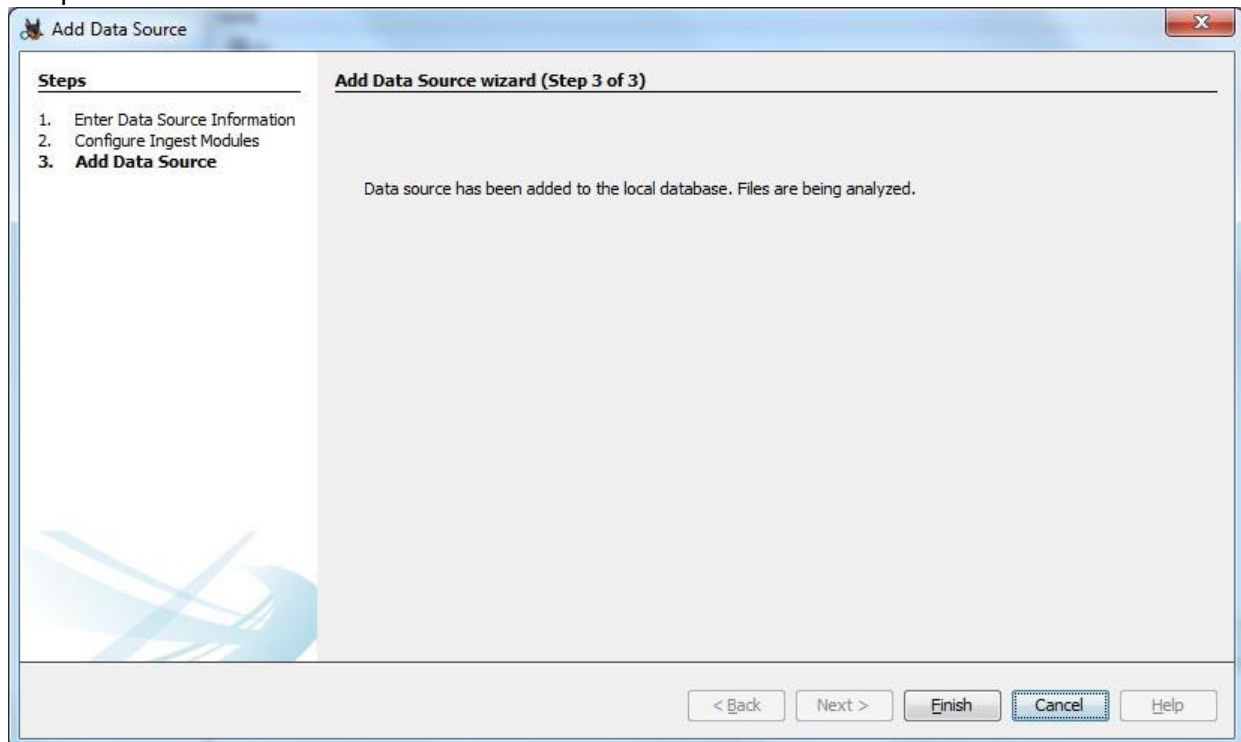 Add Data Source
Steps
1. Enter Data Source Information
2. Configure Ingest Modules
3. Add Data Source
Add Data Source wizard (Step 3 of 3)
Data source has been added to the local database. Files are being analyzed.
< Back Next > Finish Cancel Help